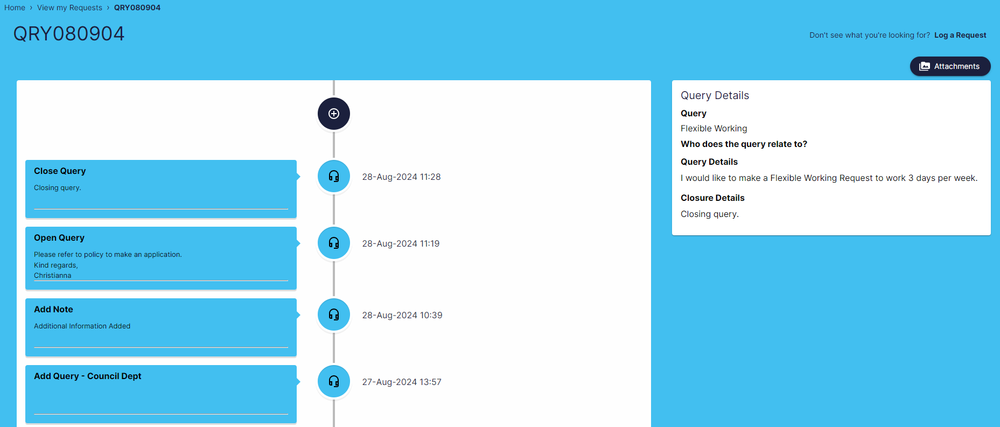 Home › View my Requests › QRY080904
QRY080904
Don't see what you're looking for? Log a Request
Attachments
Close Query
Closing query.
28-Aug-2024 11:28
Open Query
Please refer to policy to make an application.
Kind regards,
Christianna
28-Aug-2024 11:19
Add Note
Additional Information Added
28-Aug-2024 10:39
Add Query - Council Dept
27-Aug-2024 13:57
Query Details
Query
Flexible Working
Who does the query relate to?
Query Details
I would like to make a Flexible Working Request to work 3 days per week.
Closure Details
Closing query.